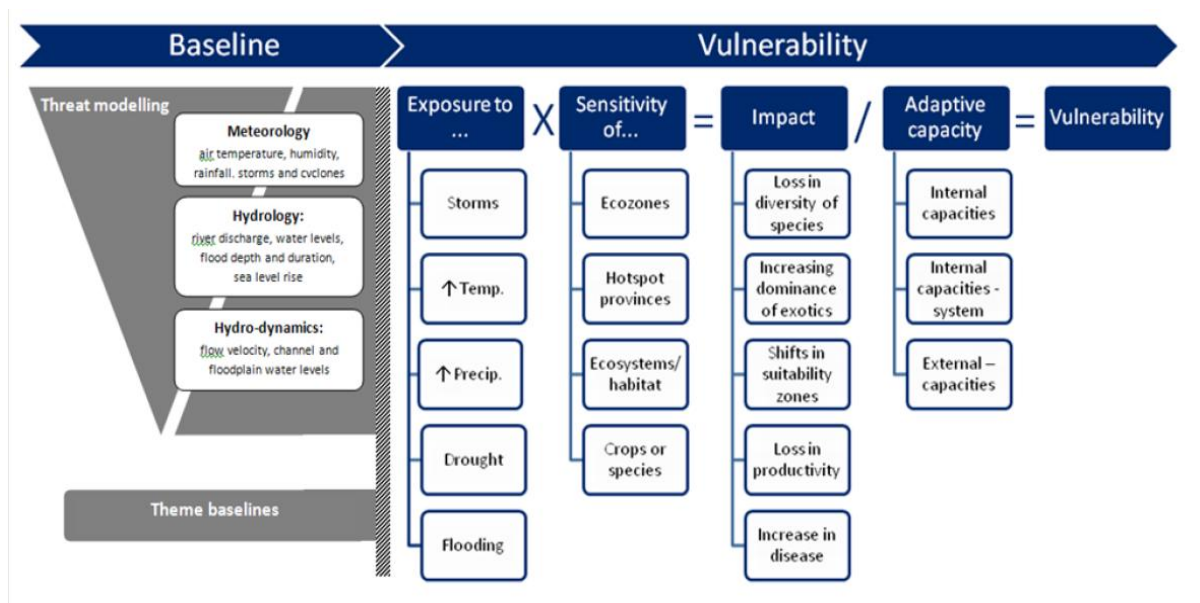 Baseline
Vulnerability
Threat modelling
Meteorology
air temperature, humidity,
rainfall. storms and cyclones
Hydrology:
river discharge, water levels,
flood depth and duration,
sea level rise
Hydro-dynamics:
flow velocity, channel and
floodplain water levels
Theme baselines
Exposure to
...
X
Sensitivity
of...
=
Impact
/
Adaptive
capacity
=
Vulnerability
Storms
↑ Temp.
↑ Precip.
Drought
Flooding
Ecozones
Hotspot
provinces
Ecosystems/
habitat
Crops or
species
Loss in
diversity of
species
Increasing
dominance
of exotics
Shifts in
suitability
zones
Loss in
productivity
Increase in
disease
Internal
capacities
Internal
capacities -
system
External –
capacities